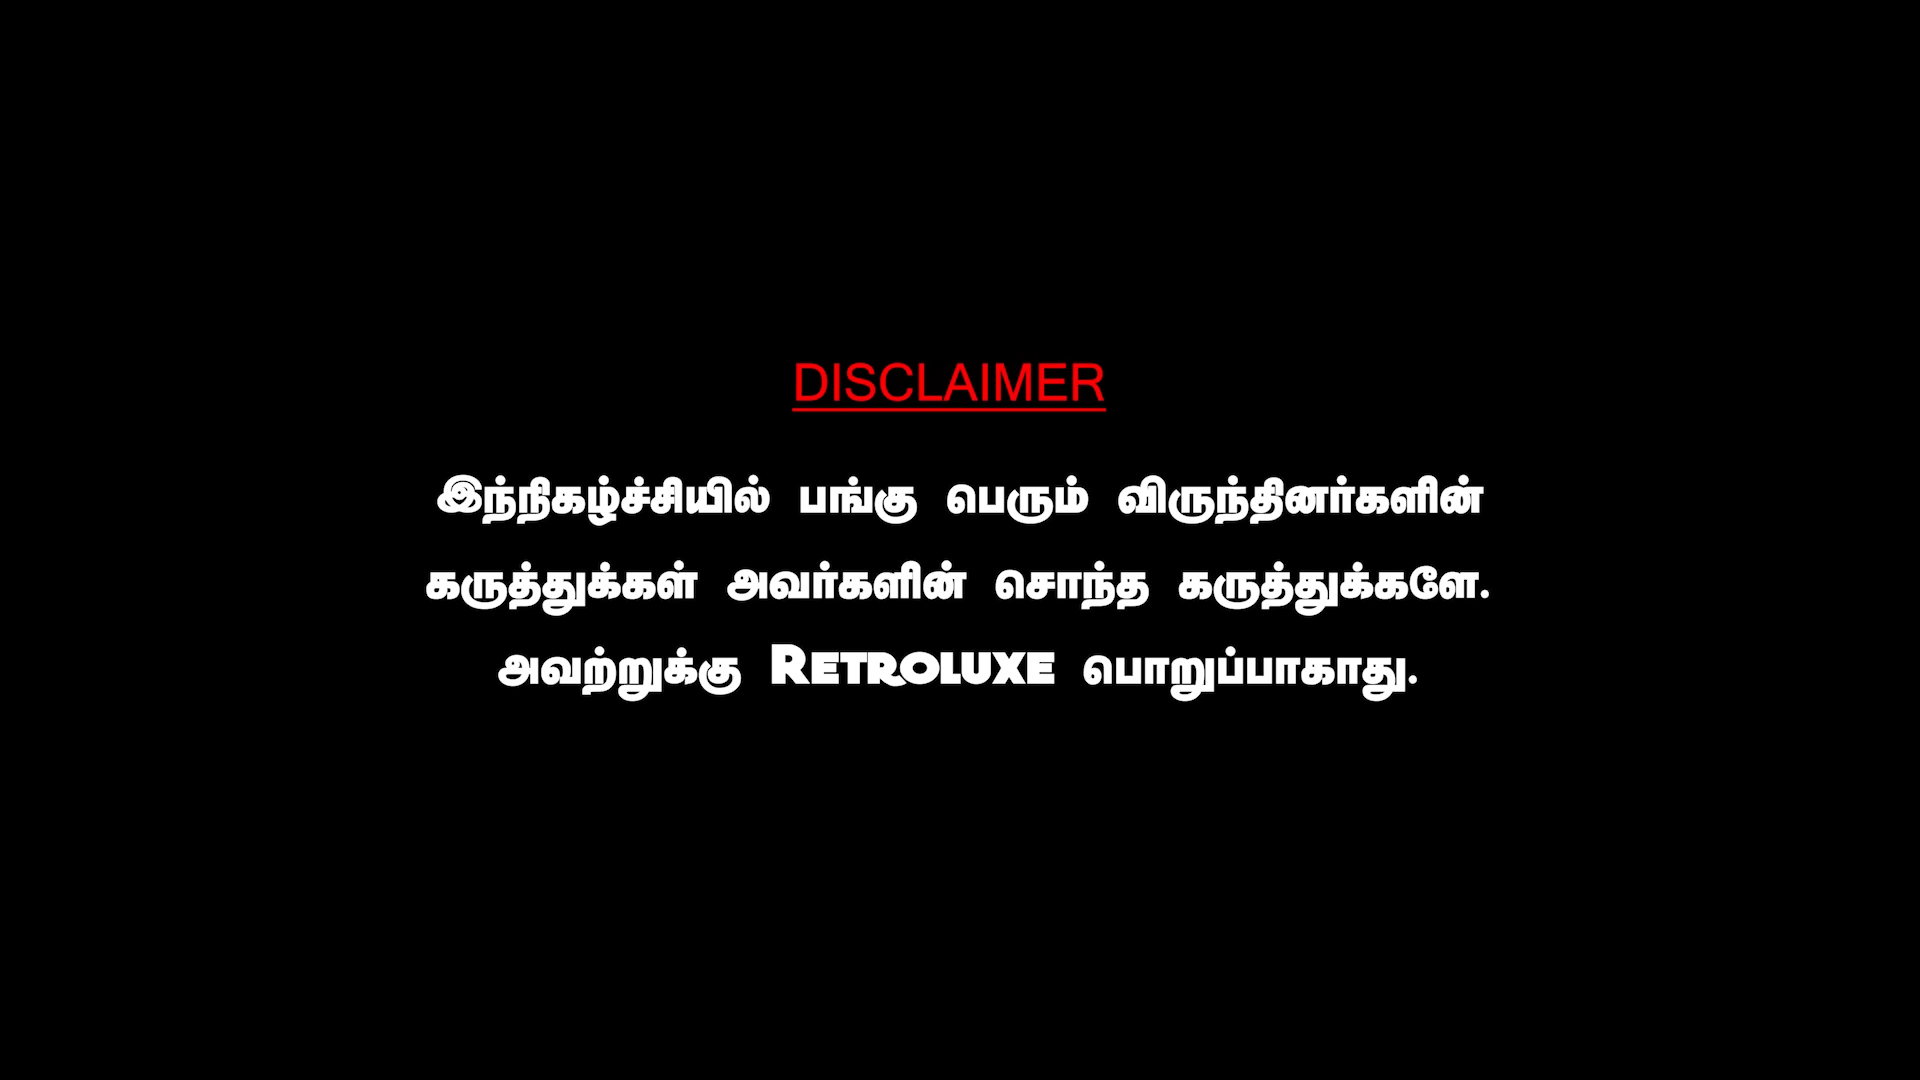 DISCLAIMER
இந்நிகழ்ச்சியில் பங்கு பெரும் விருந்தினர்களின்
கருத்துக்கள் அவர்களின் சொந்த கருத்துக்களே.
அவற்றுக்கு RETROLUXE பொறுப்பாகாது.